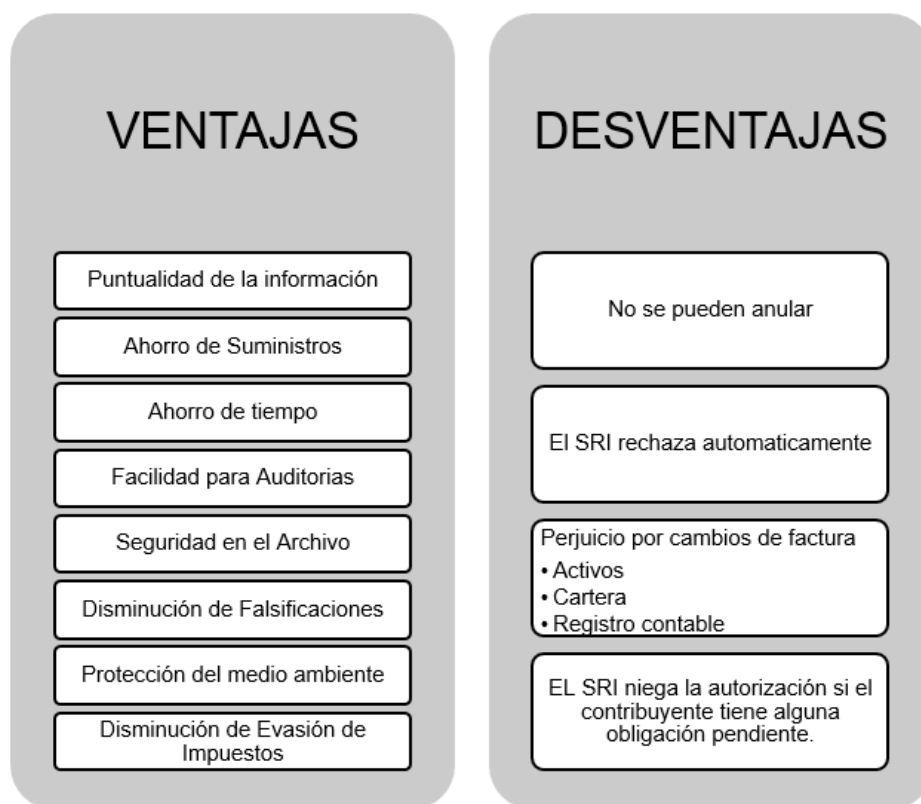 VENTAJAS
Puntualidad de la información
Ahorro de Suministros
Ahorro de tiempo
Facilidad para Auditorias
Seguridad en el Archivo
Disminución de Falsificaciones
Protección del medio ambiente
Disminución de Evasión de
Impuestos
DESVENTAJAS
No se pueden anular
El SRI rechaza automaticamente
Perjuicio por cambios de factura
• Activos
• Cartera
• Registro contable
EL SRI niega la autorización si el
contribuyente tiene alguna
obligación pendiente.